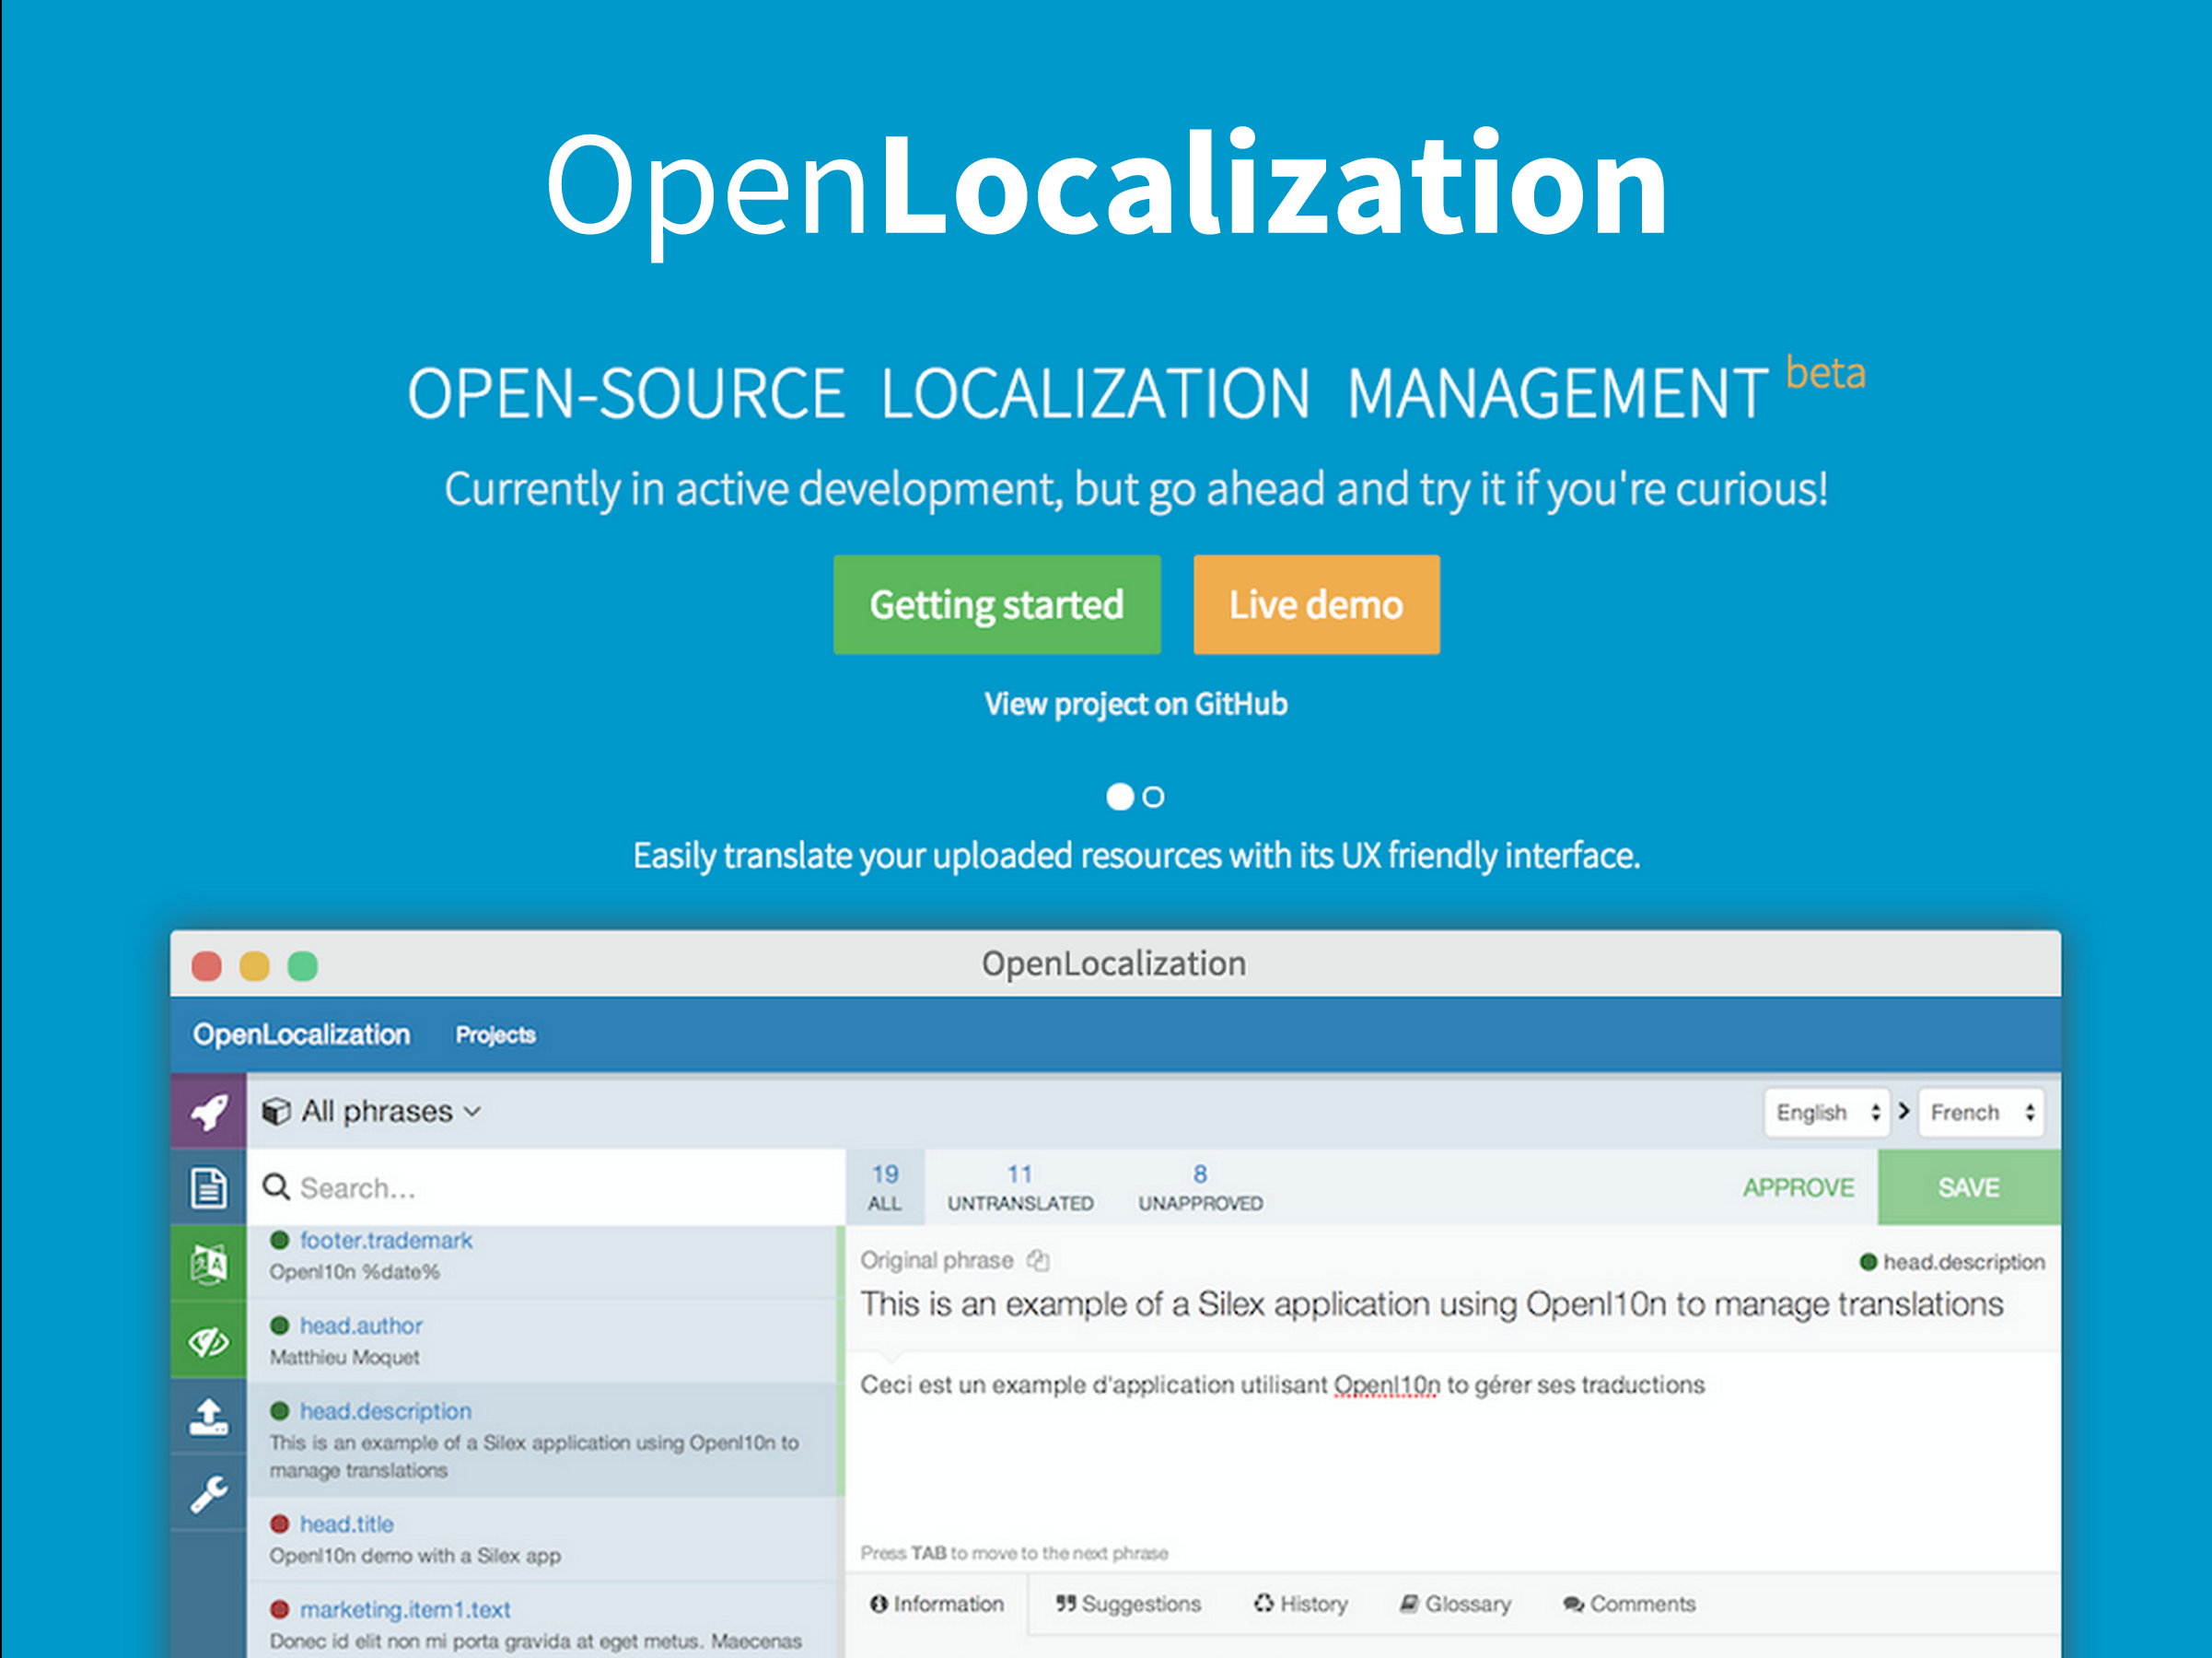 OpenLocalization
OPEN-SOURCE LOCALIZATION MANAGEMENT beta
Currently in active development, but go ahead and try it if you're curious!
Getting started
Live demo
View project on GitHub
Easily translate your uploaded resources with its UX friendly interface.
OpenLocalization
OpenLocalization Projects
All phrases
English
French
Search...
19
ALL
11
UNTRANSLATED
8
UNAPPROVED
APPROVE
SAVE
footer.trademark
Openl10n %date%
head.author
Matthieu Moquet
head.description
This is an example of a Silex application using Openl10n to
manage translations
head.title
Openl10n demo with a Silex app
marketing.item1.text
Donec id elit non mi porta gravida at eget metus. Maecenas
Original phrase
head.description
This is an example of a Silex application using Openl10n to manage translations
Ceci est un example d'application utilisant Openl10n to gérer ses traductions
Press TAB to move to the next phrase
Information
Suggestions
History
Glossary
Comments